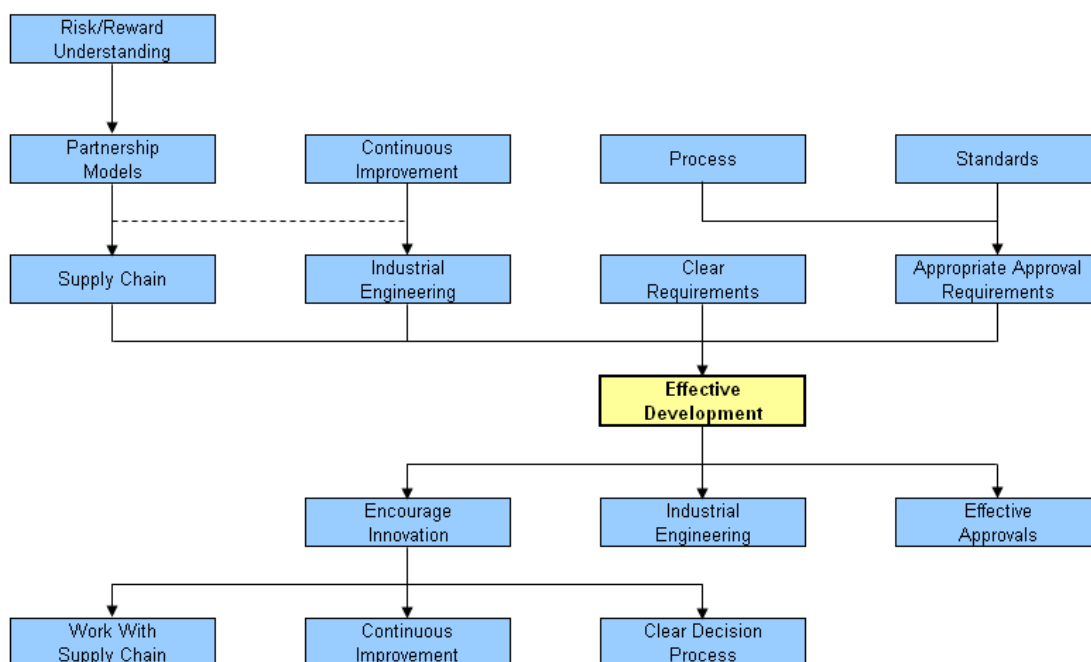 Risk/Reward
Understanding
Partnership
Models
Continuous
Improvement
Process
Standards
Supply Chain
Industrial
Engineering
Clear
Requirements
Appropriate Approval
Requirements
Effective
Development
Encourage
Innovation
Industrial
Engineering
Effective
Approvals
Work With
Supply Chain
Continuous
Improvement
Clear Decision
Process